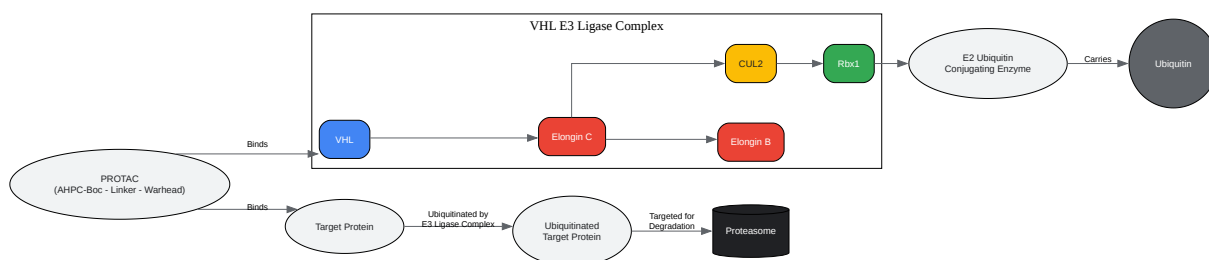 VHL E3 Ligase Complex
CUL2
Rbx1
E2 Ubiquitin
Conjugating Enzyme
Carries
Ubiquitin
VHL
Elongin C
Elongin B
Binds
PROTAC
(AHPC-Boc - Linker - Warhead)
Binds
Target Protein
Ubiquitinated by
E3 Ligase Complex
Ubiquitinated
Target Protein
Targeted for
Degradation
Proteasome